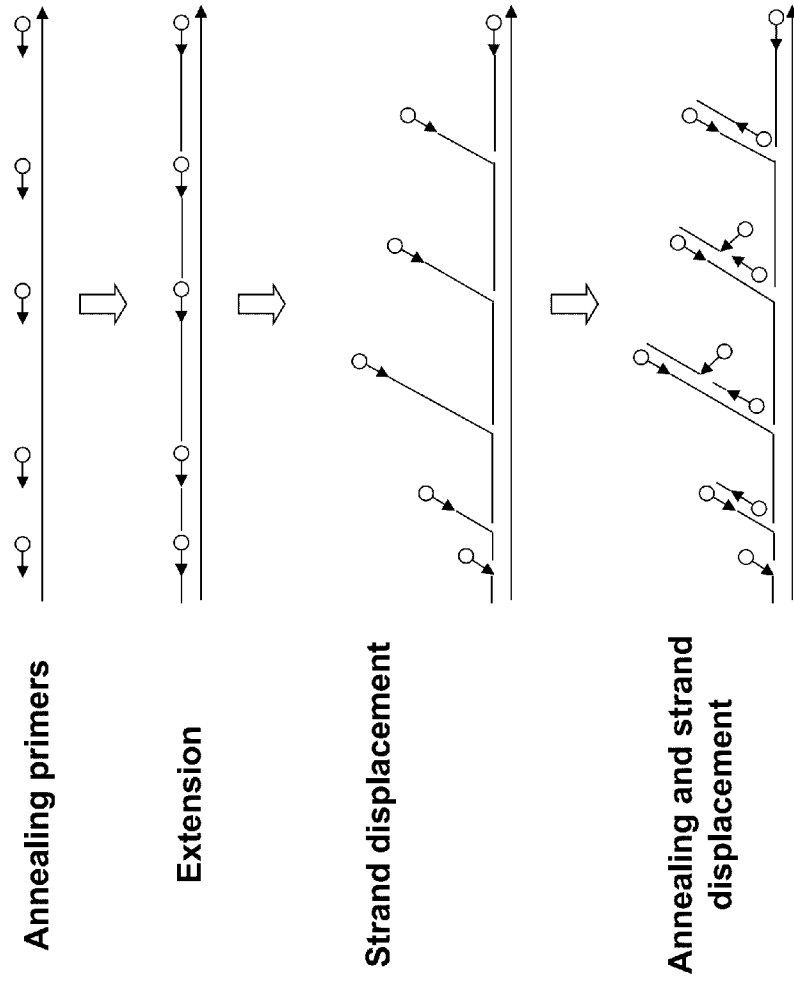 Annealing primers
Extension
Strand displacement
Annealing and strand
displacement